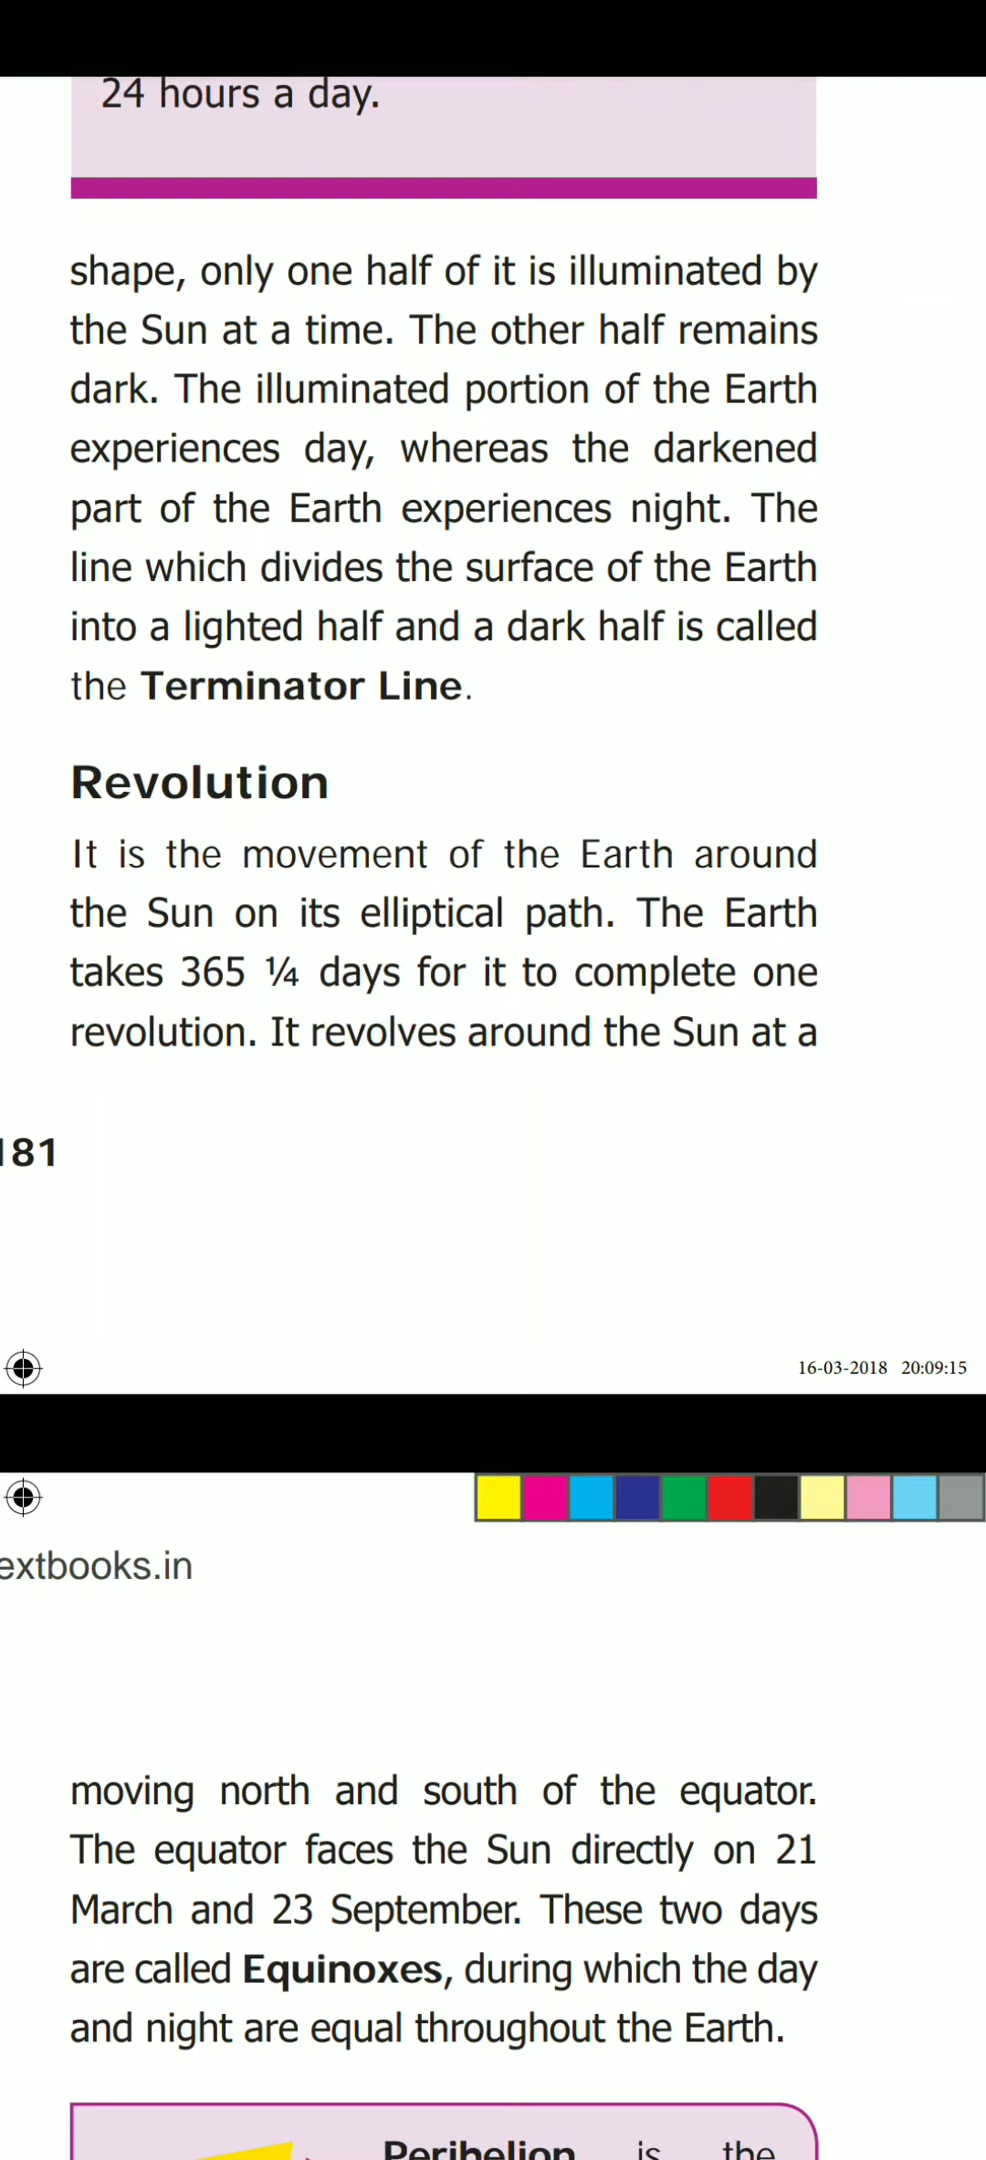 24 hours a day.
shape, only one half of it is illuminated by
the Sun at a time. The other half remains
dark. The illuminated portion of the Earth
experiences day, whereas the darkened
part of the Earth experiences night. The
line which divides the surface of the Earth
into a lighted half and a dark half is called
the Terminator Line.
Revolution
It is the movement of the Earth around
the Sun on its elliptical path. The Earth
takes 365 ¼ days for it to complete one
revolution. It revolves around the Sun at a
181
16-03-2018 20:09:15
extbooks.in
moving north and south of the equator.
The equator faces the Sun directly on 21
March and 23 September. These two days
are called Equinoxes, during which the day
and night are equal throughout the Earth.
Perihelion is the